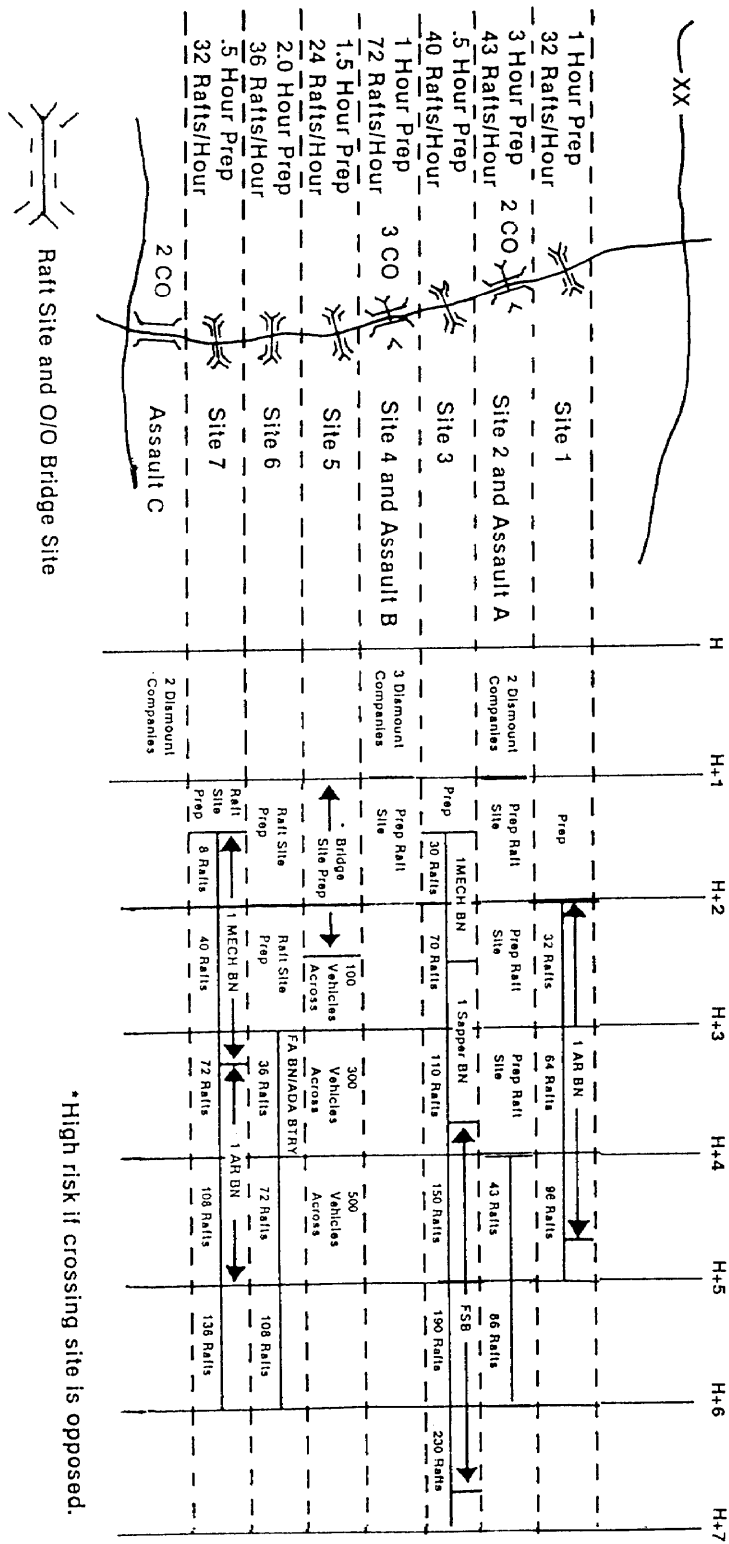 XX
H
H+1
H+2
H+3
H+4
H+5
H+6
H+7
1 Hour Prep
32 Rafts/Hour
Site 1
Prep
32 Rafts
64 Rafts
96 Rafts
1 AR BN
3 Hour Prep
43 Rafts/Hour
2 CO
Site 2 and Assault A
2 Dismount
Companies
Prep Raft
Site
Prep Raft
Site
Prep Raft
Site
43 Rafts
86 Rafts
.5 Hour Prep
40 Rafts/Hour
Site 3
Prep
1MECH BN
1 Sapper BN
FSB
30 Rafts
70 Rafts
110 Rafts
150 Rafts
190 Rafts
230 Rafts
1 Hour Prep
72 Rafts/Hour
3 CO
Site 4 and Assault B
3 Dismount
Companies
Prep Raft
Site
1.5 Hour Prep
24 Rafts/Hour
Site 5
* Bridge
Site Prep
100
Vehicles
Across
300
Vehicles
Across
500
Vehicles
Across
2.0 Hour Prep
36 Rafts/Hour
Site 6
Raft Site
Prep
Raft Site
Prep
FA BN/ADA BTRY
36 Rafts
72 Rafts
108 Rafts
.5 Hour Prep
32 Rafts/Hour
Site 7
Raft
Site
Prep
1 MECH BN
1 AR BN
8 Rafts
40 Rafts
72 Rafts
108 Rafts
136 Rafts
2 CO
Assault C
2 Dismount
Companies
Raft Site and O/O Bridge Site
*High risk if crossing site is opposed.